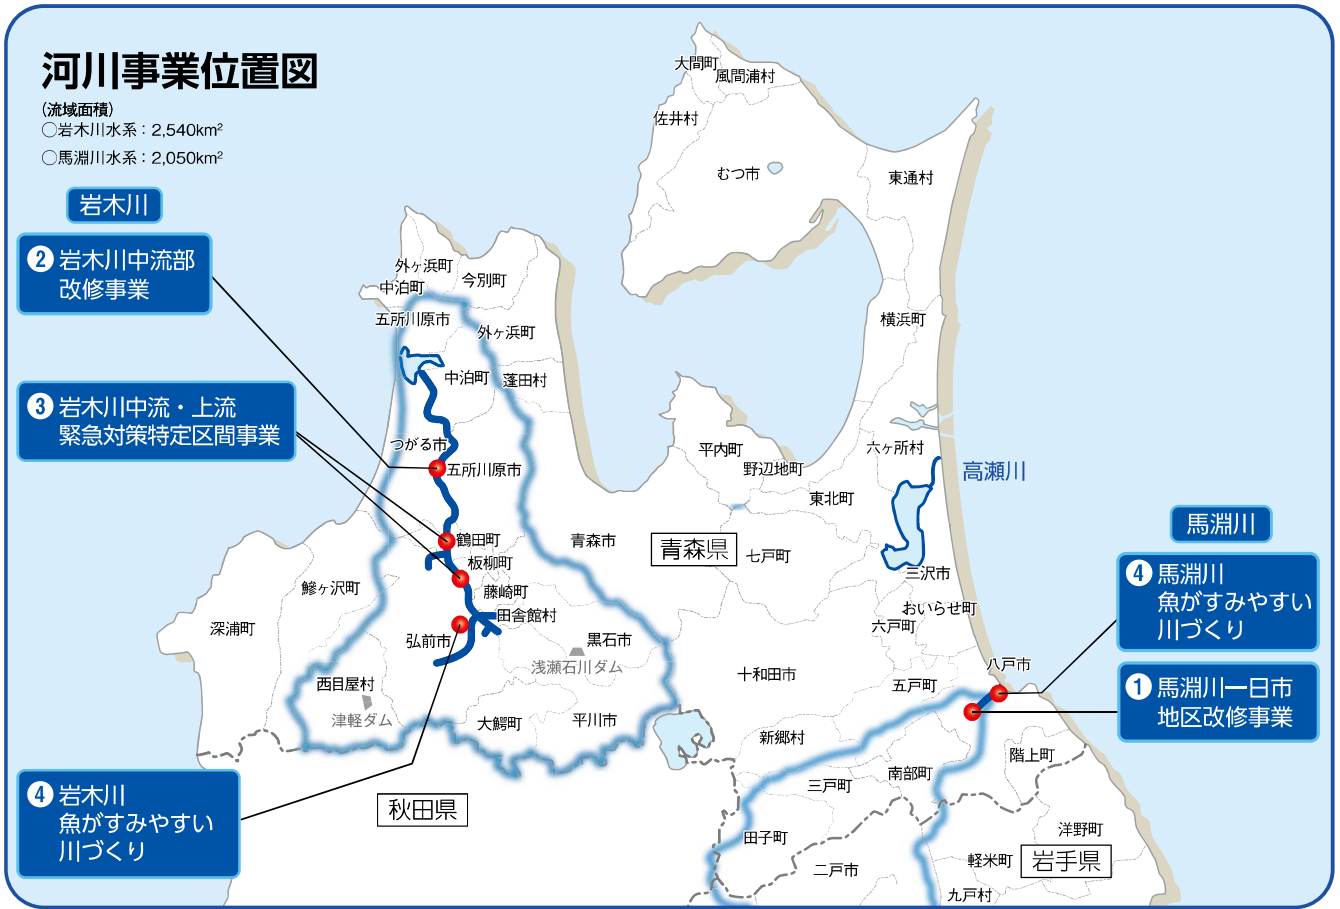 河川事業位置図
(流域面積)
○岩木川水系：2,540km²
○馬淵川水系：2,050km²
岩木川
2 岩木川中流部
改修事業
3 岩木川中流・上流
緊急対策特定区間事業
4 岩木川
魚がすみやすい
川づくり
馬淵川
4 馬淵川
魚がすみやすい
川づくり
1 馬淵川一日市
地区改修事業
大間町
風間浦村
佐井村
むつ市
東通村
外ヶ浜町
今別町
中泊町
五所川原市
外ヶ浜町
横浜町
中泊町
蓬田村
つがる市
五所川原市
平内町
野辺地町
六ヶ所村
高瀬川
東北町
鶴田町
青森市
青森県
七戸町
板柳町
三沢市
鰺ヶ沢町
藤崎町
おいらせ町
田舎館村
六戸町
深浦町
弘前市
黒石市
浅瀬石川ダム
八戸市
十和田市
西目屋村
五戸町
津軽ダム
大鰐町
平川市
新郷村
階上町
南部町
三戸町
秋田県
田子町
洋野町
二戸市
軽米町
岩手県
九戸村